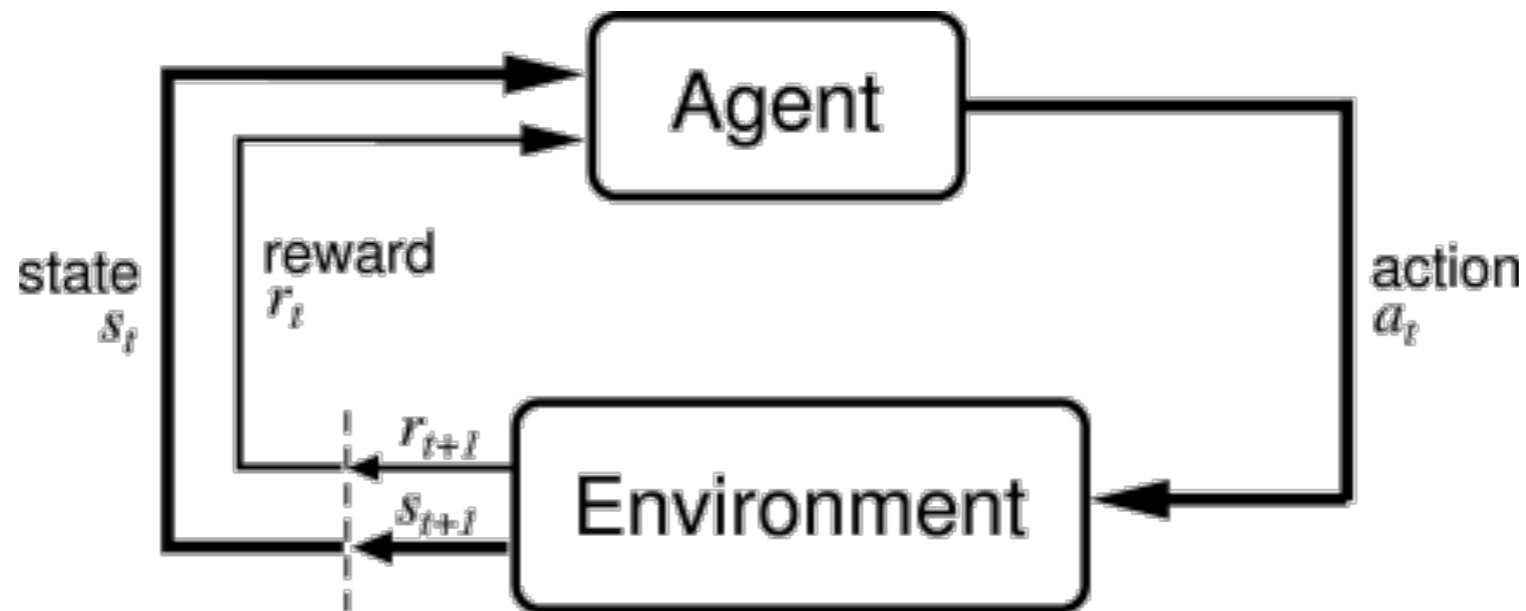 Agent
state
s_t
reward
r_t
action
a_t
r_{t+1}
s_{t+1}
Environment